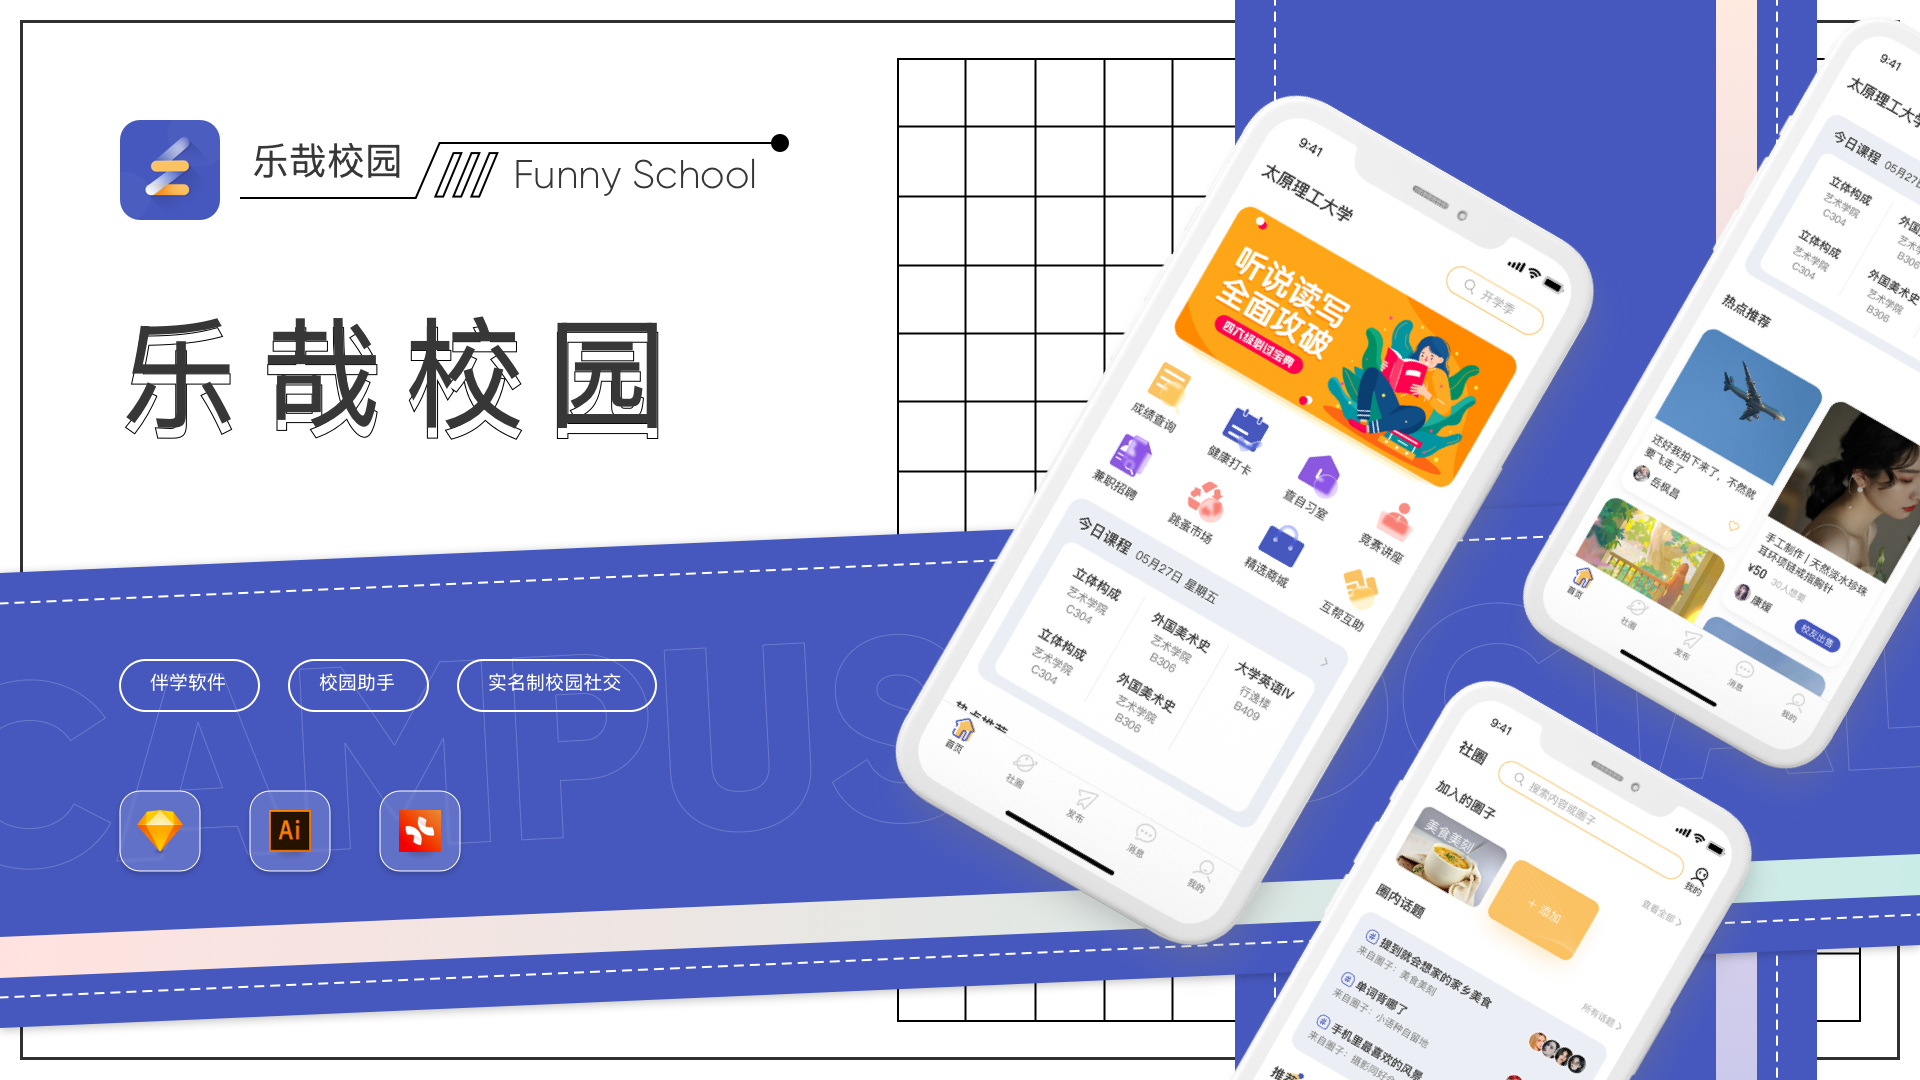 乐哉校园
Funny School
乐哉校园
伴学软件
校园助手
实名制校园社交
CAMPUS
Ai
9:41
太原理工大学
开学季
听说读写
全面攻破
四六级必过宝典
成绩查询
健康打卡
查自习室
竞赛讲座
兼职招聘
跳蚤市场
精选商城
互帮互助
今日课程 05月27日 星期五
立体构成
艺术学院
C304
外国美术史
艺术学院
B306
大学英语Ⅳ
行逸楼
B409
立体构成
艺术学院
C304
外国美术史
艺术学院
B306
热点推荐
首页
社圈
发布
消息
我的
9:41
太原理工大学
今日课程 05月27日
立体构成
艺术学院
C304
外国
艺术学
B306
立体构成
艺术学院
C304
外国美术史
艺术学院
B306
热点推荐
还好我拍下来了，不然就
要飞走了
岳枫昌
手工制作 | 天然淡水珍珠
耳环项链戒指胸针
¥50 30人想要
康媛
校友出售
首页
社圈
发布
消息
我的
9:41
社圈
搜索内容或圈子
我的
加入的圈子
查看全部
美食美刻
+ 添加
圈内话题
所有话题
# 提到就会想家的家乡美食
来自圈子：美食美刻
# 单词背嘟了
来自圈子：小语种自留地
# 手机里最喜欢的风景
来自圈子：摄影同好会
推荐